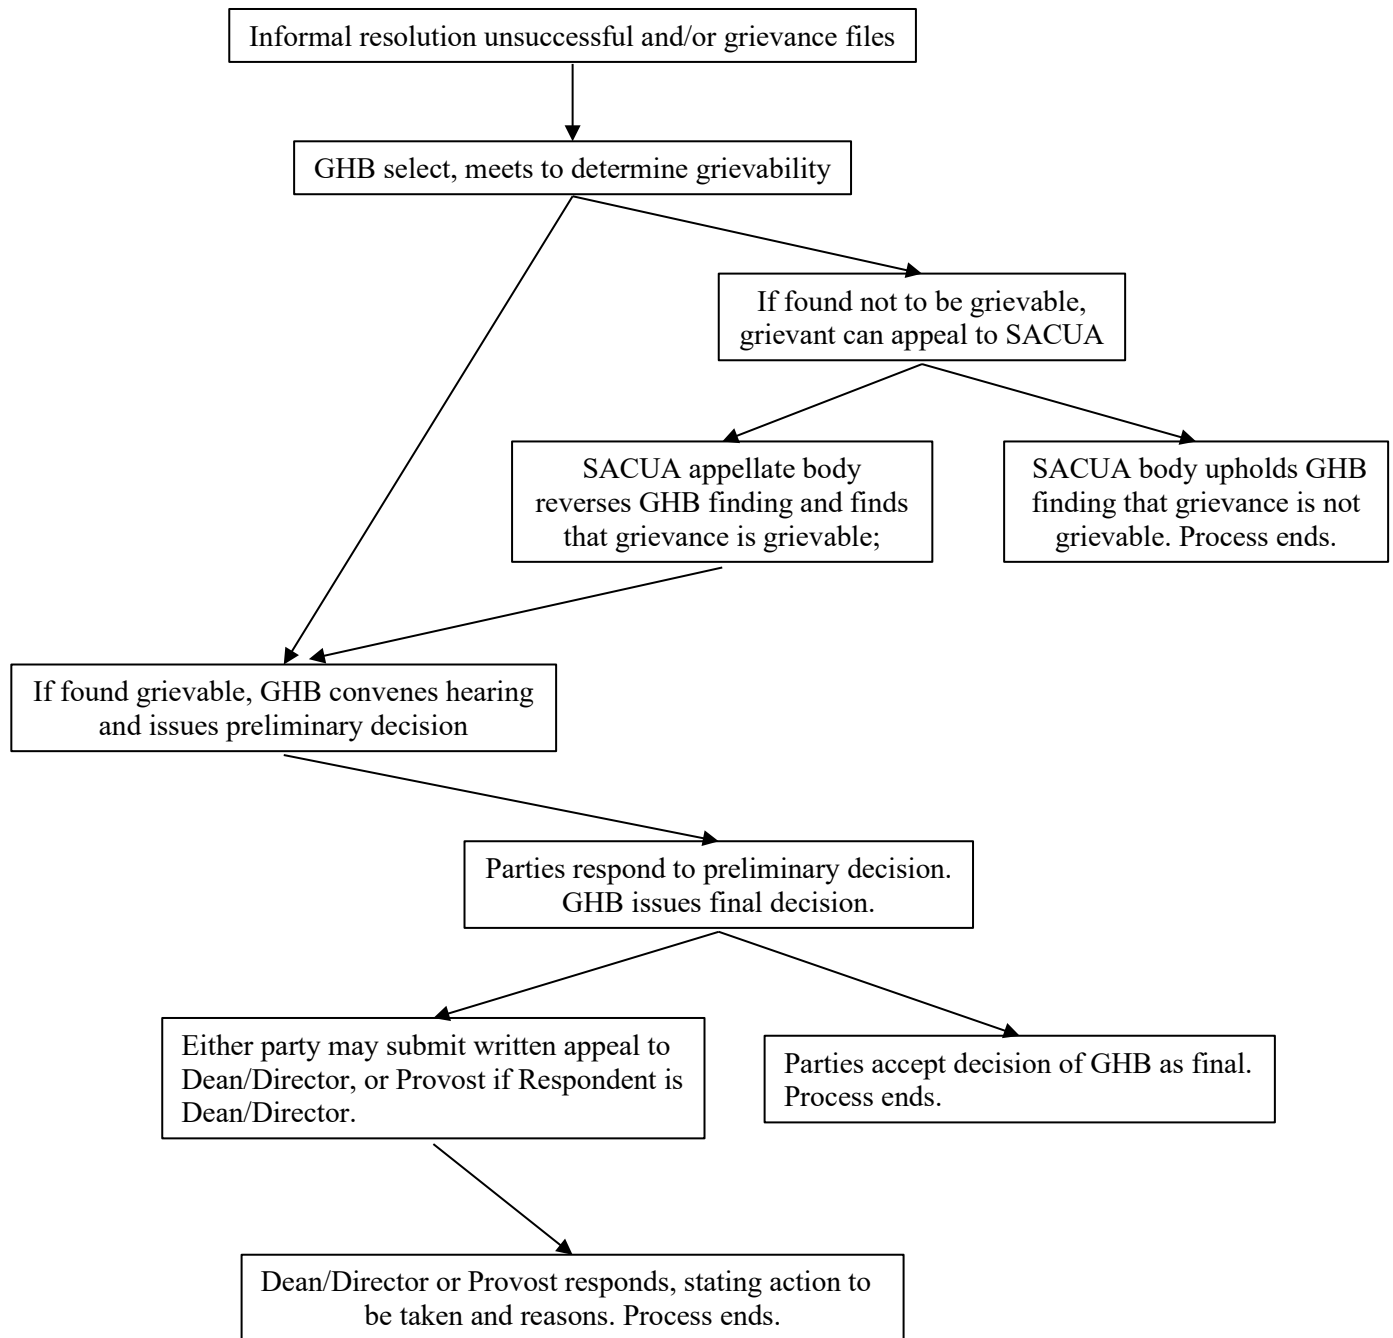 Informal resolution unsuccessful and/or grievance files
GHB select, meets to determine grievability
If found not to be grievable,
grievant can appeal to SACUA
SACUA appellate body
reverses GHB finding and finds
that grievance is grievable;
SACUA body upholds GHB
finding that grievance is not
grievable. Process ends.
If found grievable, GHB convenes hearing
and issues preliminary decision
Parties respond to preliminary decision.
GHB issues final decision.
Either party may submit written appeal to
Dean/Director, or Provost if Respondent is
Dean/Director.
Parties accept decision of GHB as final.
Process ends.
Dean/Director or Provost responds, stating action to
be taken and reasons. Process ends.